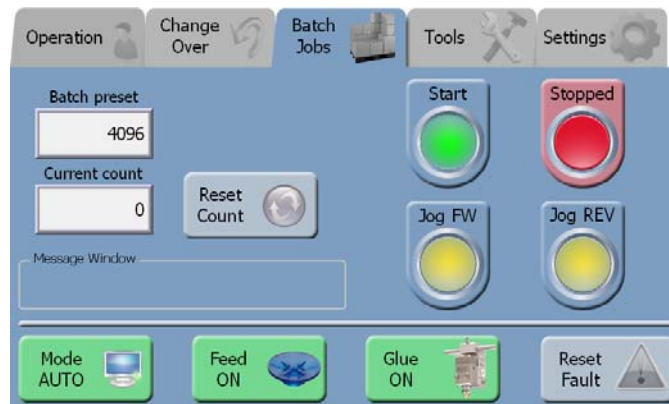 Operation
Change
Over
Batch
Jobs
Tools
Settings
Batch preset
4096
Current count
0
Reset
Count
Message Window
Start
Stopped
Jog FW
Jog REV
Mode
AUTO
Feed
ON
Glue
ON
Reset
Fault